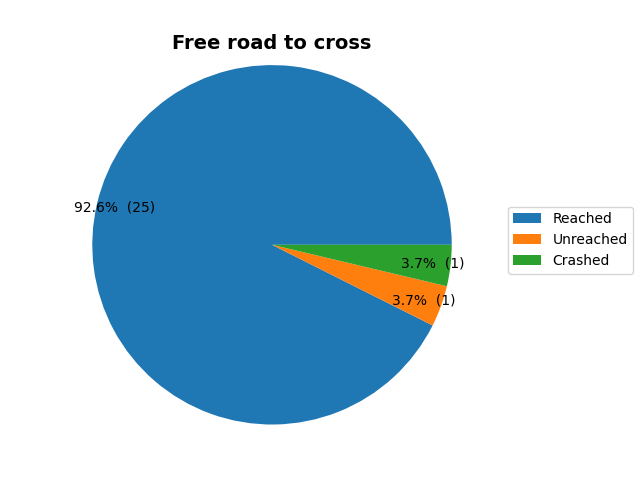 Free road to cross
92.6%  (25)
3.7%  (1)
3.7%  (1)
Reached
Unreached
Crashed